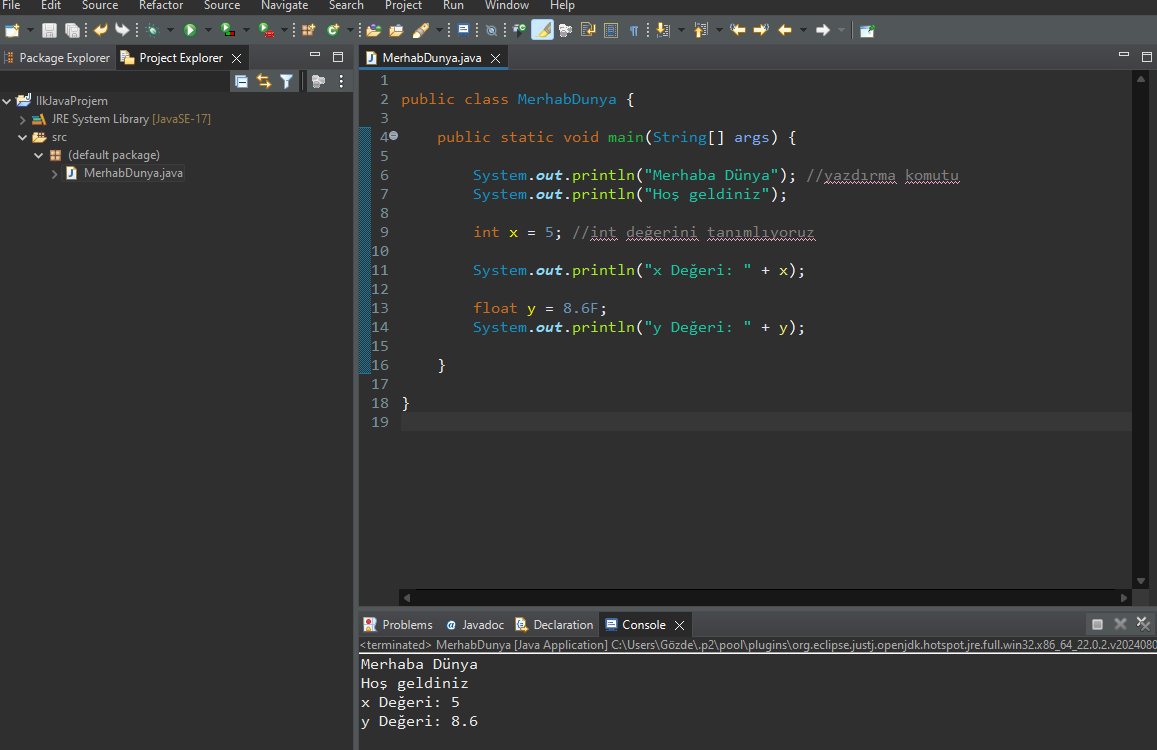 File Edit Source Refactor Source Navigate Search Project Run Window Help
Package Explorer Project Explorer
IlkJavaProjem
JRE System Library [JavaSE-17]
src
(default package)
MerhabDunya.java
MerhabDunya.java
1
2 public class MerhabDunya {
3
4 public static void main(String[] args) {
5
6 System.out.println("Merhaba Dünya"); //yazdırma komutu
7 System.out.println("Hoş geldiniz");
8
9 int x = 5; //int değerini tanımlıyoruz
10
11 System.out.println("x Değeri: " + x);
12
13 float y = 8.6F;
14 System.out.println("y Değeri: " + y);
15
16 }
17
18 }
19
Problems Javadoc Declaration Console
<terminated> MerhabDunya [Java Application] C:\Users\Gözde\.p2\pool\plugins\org.eclipse.justj.openjdk.hotspot.jre.full.win32.x86_64_22.0.2.v2024080
Merhaba Dünya
Hoş geldiniz
x Değeri: 5
y Değeri: 8.6